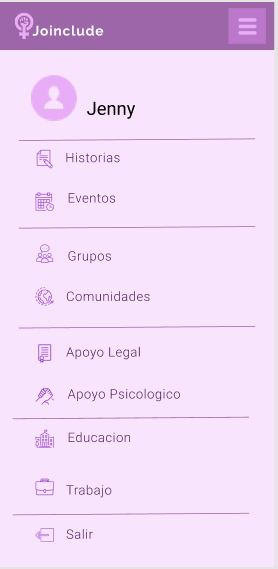 Joinclude
Jenny
Historias
Eventos
Grupos
Comunidades
Apoyo Legal
Apoyo Psicologico
Educacion
Trabajo
Salir